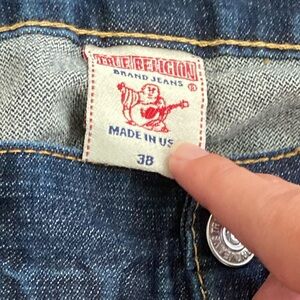 TRUE RELIGION
BRAND JEANS ®
MADE IN US
38